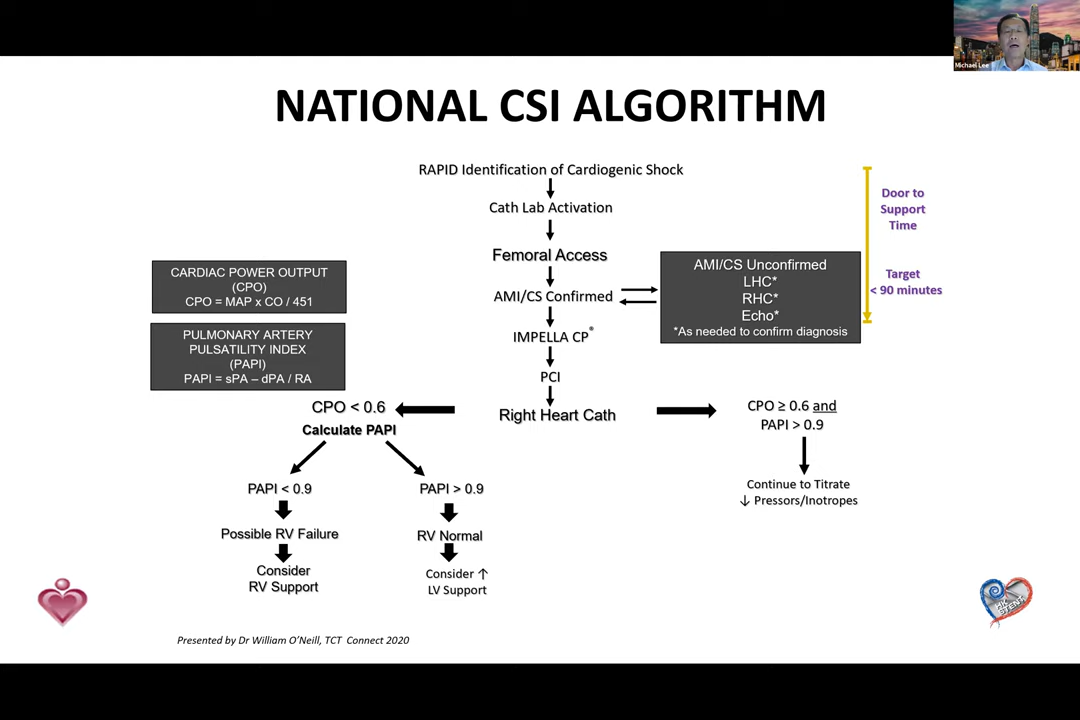 Michael Lee
NATIONAL CSI ALGORITHM
RAPID Identification of Cardiogenic Shock
Cath Lab Activation
Femoral Access
AMI/CS Confirmed
IMPELLA CP®
PCI
Right Heart Cath
AMI/CS Unconfirmed
LHC*
RHC*
Echo*
*As needed to confirm diagnosis
Door to
Support
Time
Target
< 90 minutes
CARDIAC POWER OUTPUT
(CPO)
CPO = MAP x CO / 451
PULMONARY ARTERY
PULSATILITY INDEX
(PAPI)
PAPI = sPA – dPA / RA
CPO < 0.6
Calculate PAPI
PAPI < 0.9
Possible RV Failure
Consider
RV Support
PAPI > 0.9
RV Normal
Consider ↑
LV Support
CPO ≥ 0.6 and
PAPI > 0.9
Continue to Titrate
↓ Pressors/Inotropes
HK
STENT
Presented by Dr William O’Neill, TCT Connect 2020